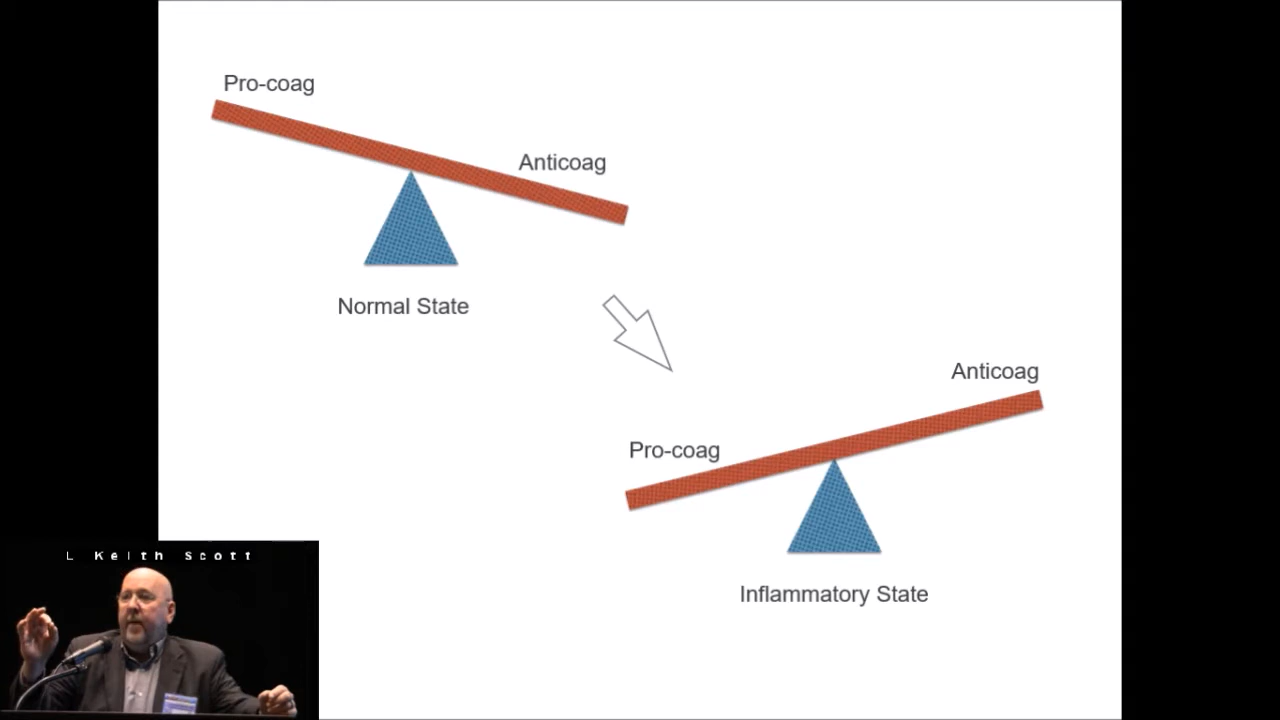 Pro-coag
Anticoag
Normal State
Anticoag
Pro-coag
Inflammatory State
L Keith Scott